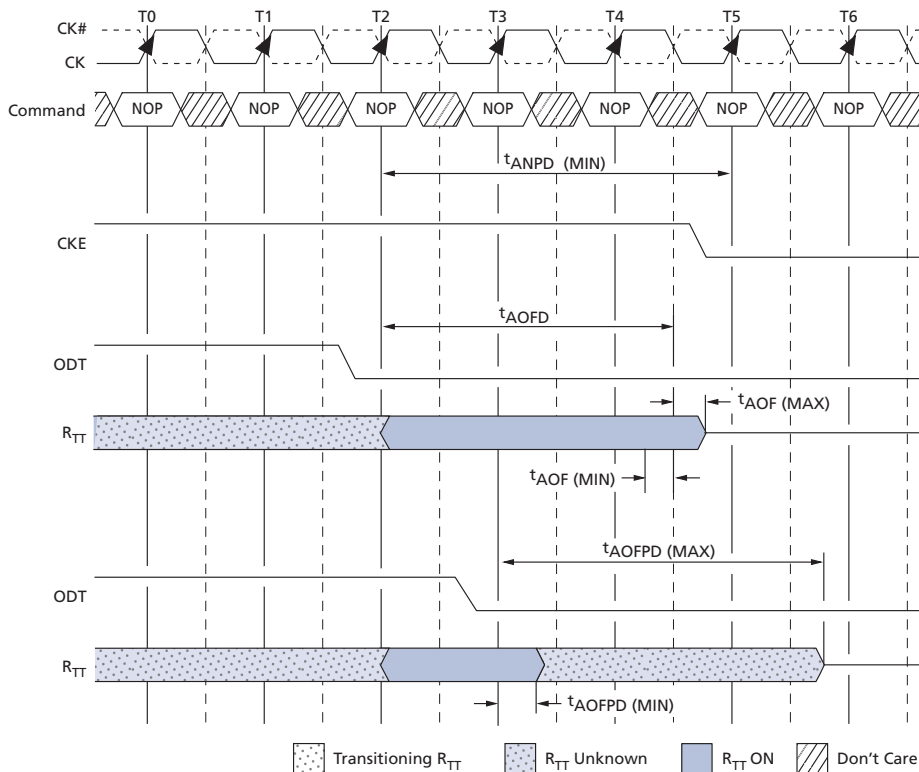 T0 T1 T2 T3 T4 T5 T6
CK#
CK
Command NOP NOP NOP NOP NOP NOP NOP
tANPD (MIN)
CKE
tAOFD
ODT
tAOF (MAX)
RTT
tAOF (MIN)
tAOFPD (MAX)
ODT
RTT
tAOFPD (MIN)
Transitioning RTT RTT Unknown RTT ON Don't Care